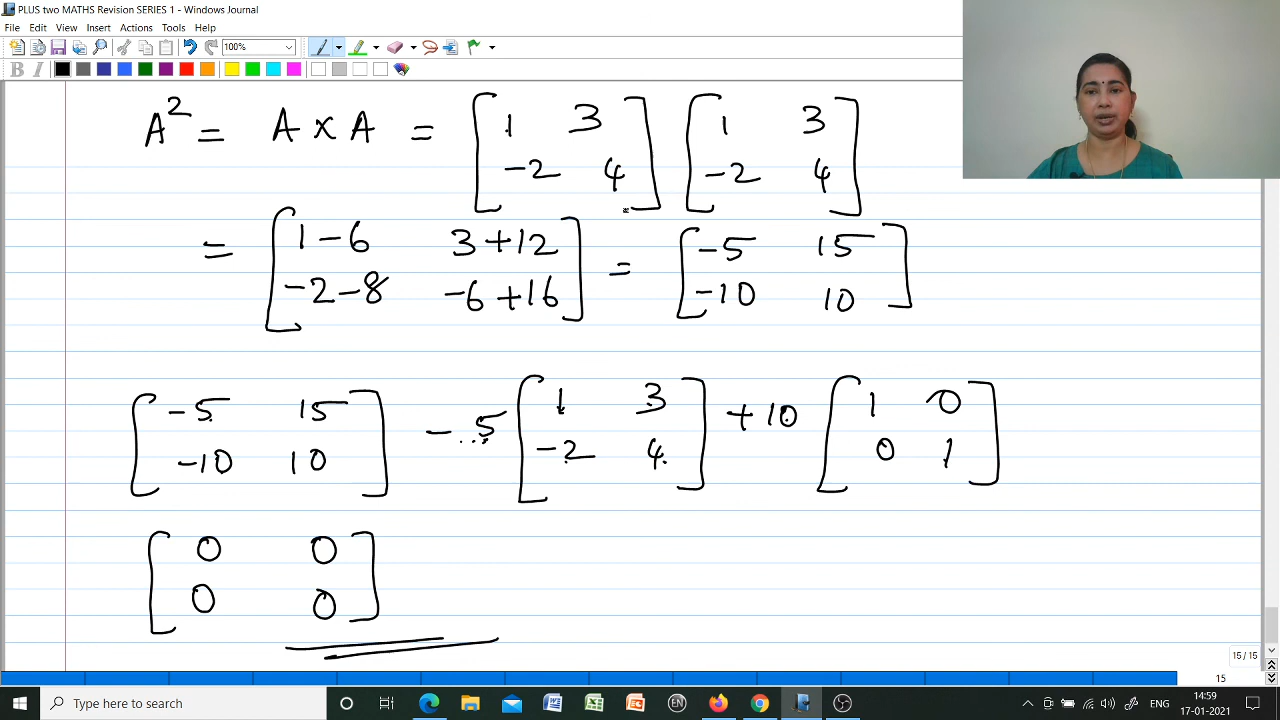 PLUS two MATHS Revision SERIES 1 - Windows Journal
File Edit View Insert Actions Tools Help
100%
B I
A² = A × A = [1 3 [1 3
-2 4] -2 4]
= [1-6 3+12 = [-5 15
-2-8 -6+16] -10 10]
[-5 15 - 5 [1 3 +10 [1 0
-10 10] -2 4] 0 1]
[0 0
0 0]
15 / 15
15
Type here to search
EN
ENG
14:59
17-01-2021